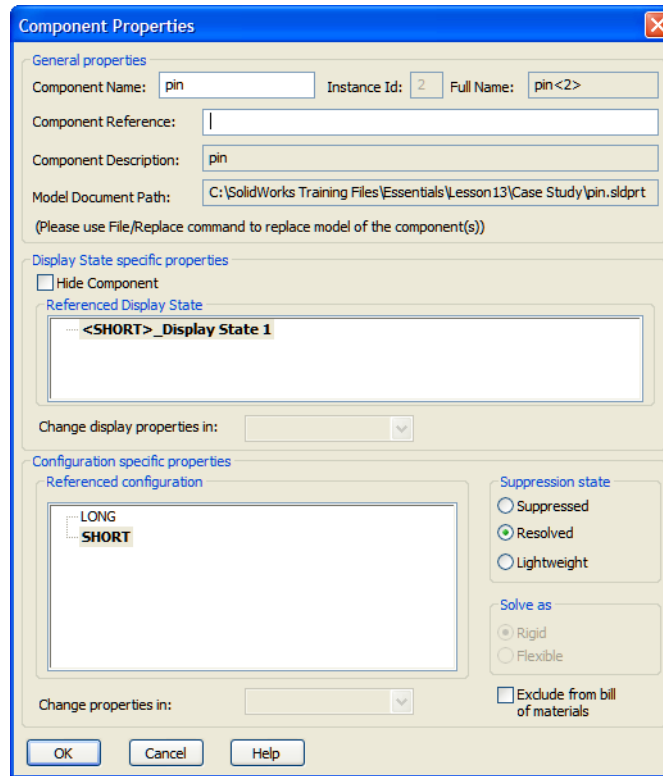 Component Properties
General properties
Component Name: pin Instance Id: 2 Full Name: pin<2>
Component Reference:
Component Description: pin
Model Document Path: C:\SolidWorks Training Files\Essentials\Lesson13\Case Study\pin.sldprt
(Please use File/Replace command to replace model of the component(s))
Display State specific properties
Hide Component
Referenced Display State
<SHORT>_Display State 1
Change display properties in:
Configuration specific properties
Referenced configuration
LONG
SHORT
Change properties in:
Suppression state
Suppressed
Resolved
Lightweight
Solve as
Rigid
Flexible
Exclude from bill
of materials
OK Cancel Help